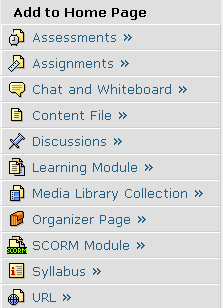 Add to Home Page
Assessments »
Assignments »
Chat and Whiteboard »
Content File »
Discussions »
Learning Module »
Media Library Collection »
Organizer Page »
SCORM SCORM Module »
Syllabus »
URL »